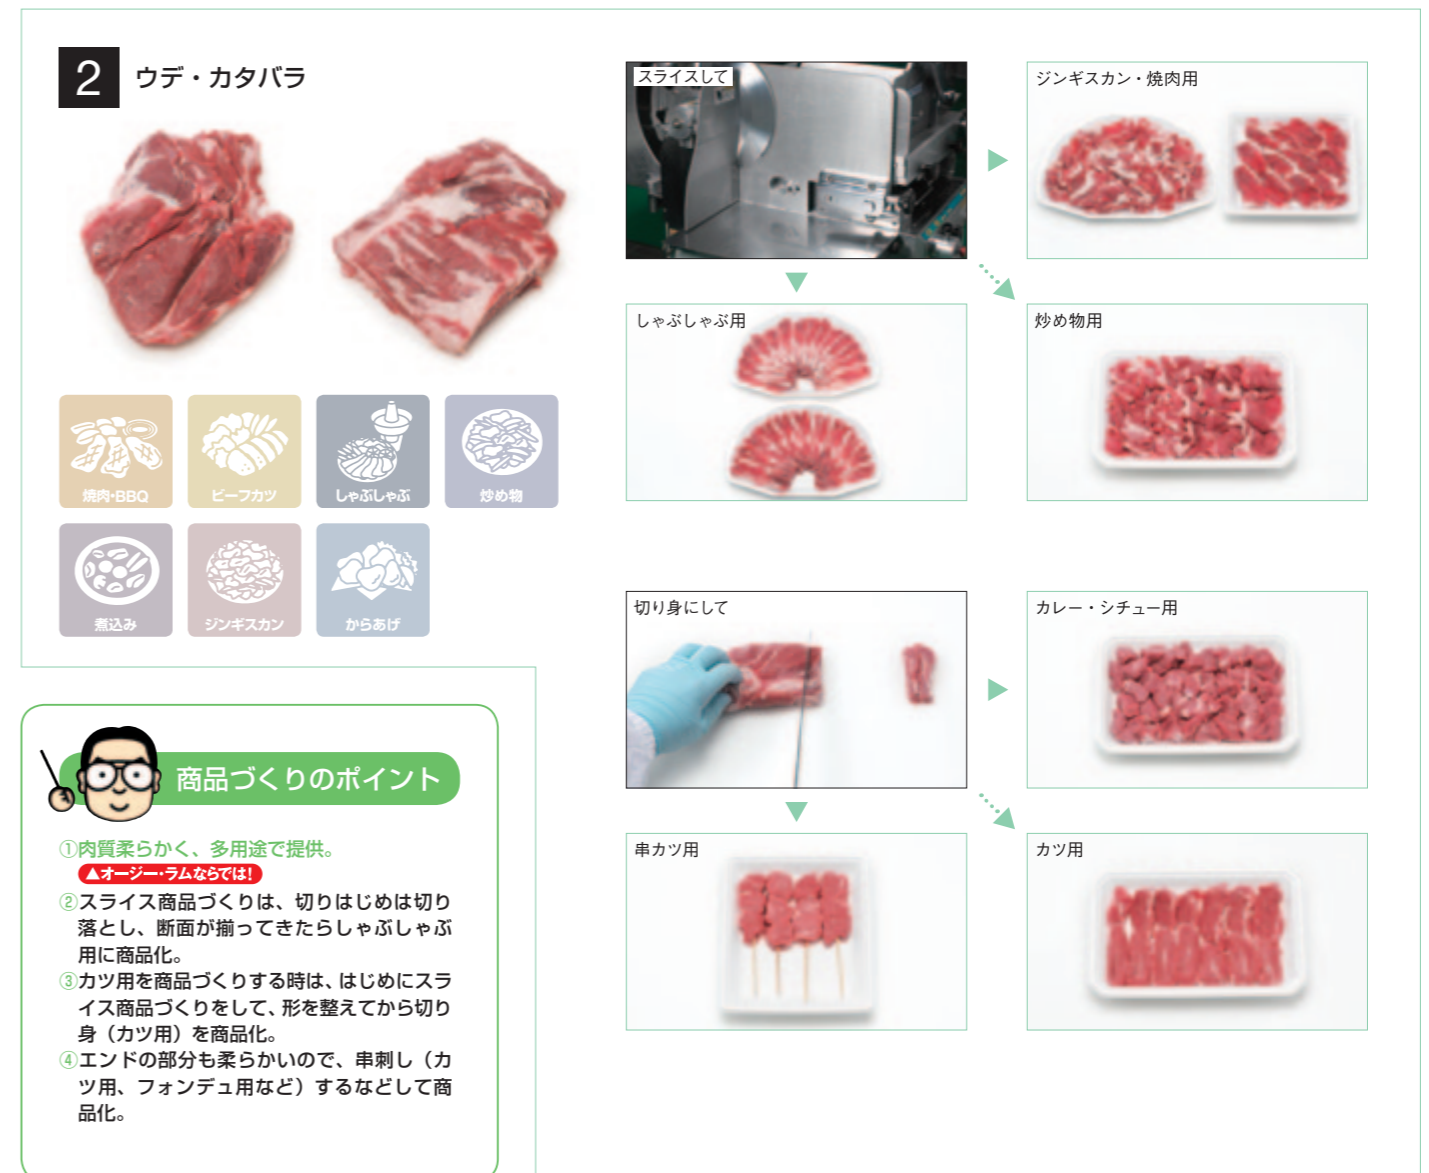 2
ウデ・カタバラ
焼肉・BBQ
ビーフカツ
しゃぶしゃぶ
炒め物
煮込み
ジンギスカン
からあげ
商品づくりのポイント
①肉質柔らかく、多用途で提供。
▲オージー・ラムならでは!
②スライス商品づくりは、切りはじめは切り
落とし、断面が揃ってきたらしゃぶしゃぶ
用に商品化。
③カツ用を商品づくりする時は、はじめにスラ
イス商品づくりをして、形を整えてから切り
身（カツ用）を商品化。
④エンドの部分も柔らかいので、串刺し（カ
ツ用、フォンデュ用など）するなどして商
品化。
スライスして
ジンギスカン・焼肉用
しゃぶしゃぶ用
炒め物用
切り身にして
カレー・シチュー用
串カツ用
カツ用